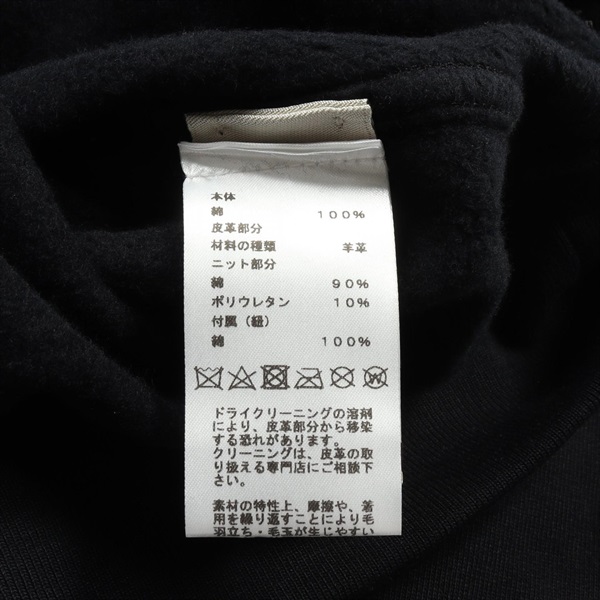 本体
綿 100%
皮革部分
材料の種類 羊革
ニット部分
綿 90%
ポリウレタン 10%
付属（紐）
綿 100%
ドライクリーニングの溶剤
により、皮革部分から移染
する恐れがあります。
クリーニングは、皮革の取
り扱える専門店にご相談下
さい。
素材の特性上、摩擦や、着
用を繰り返すことにより毛
羽立ち・毛玉が生じやすい